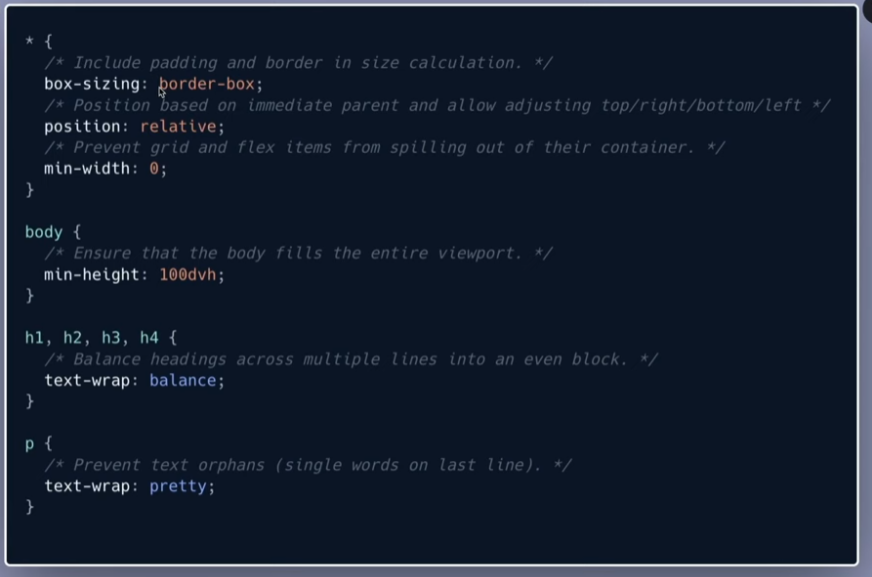 * {
/* Include padding and border in size calculation. */
box-sizing: border-box;
/* Position based on immediate parent and allow adjusting top/right/bottom/left */
position: relative;
/* Prevent grid and flex items from spilling out of their container. */
min-width: 0;
}
body {
/* Ensure that the body fills the entire viewport. */
min-height: 100dvh;
}
h1, h2, h3, h4 {
/* Balance headings across multiple lines into an even block. */
text-wrap: balance;
}
p {
/* Prevent text orphans (single words on last line). */
text-wrap: pretty;
}